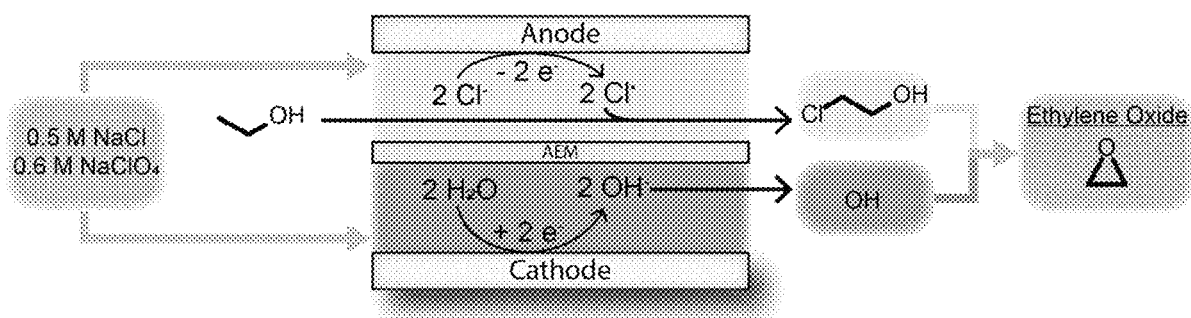 Anode
- 2 e⁻
2 Cl⁻
2 Cl•
0.5 M NaCl
0.6 M NaClO₄
OH
Cl
OH
Ethylene Oxide
O
AEM
2 H₂O
2 OH
OH
+ 2 e
Cathode